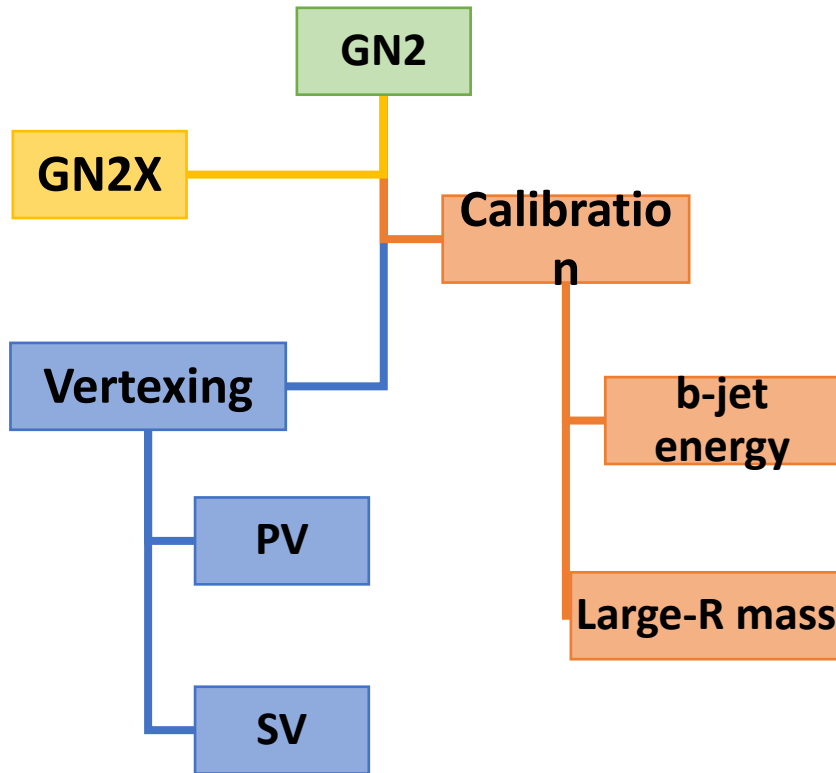 GN2
GN2X
Calibratio
n
Vertexing
b-jet
energy
PV
Large-R mass
SV